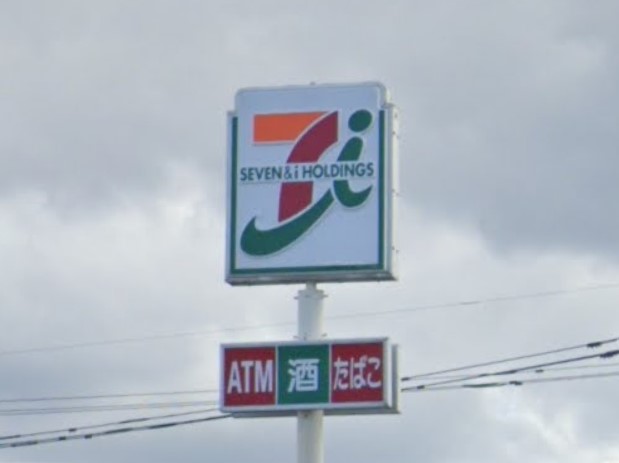 SEVEN & i HOLDINGS
ATM 酒 たばこ